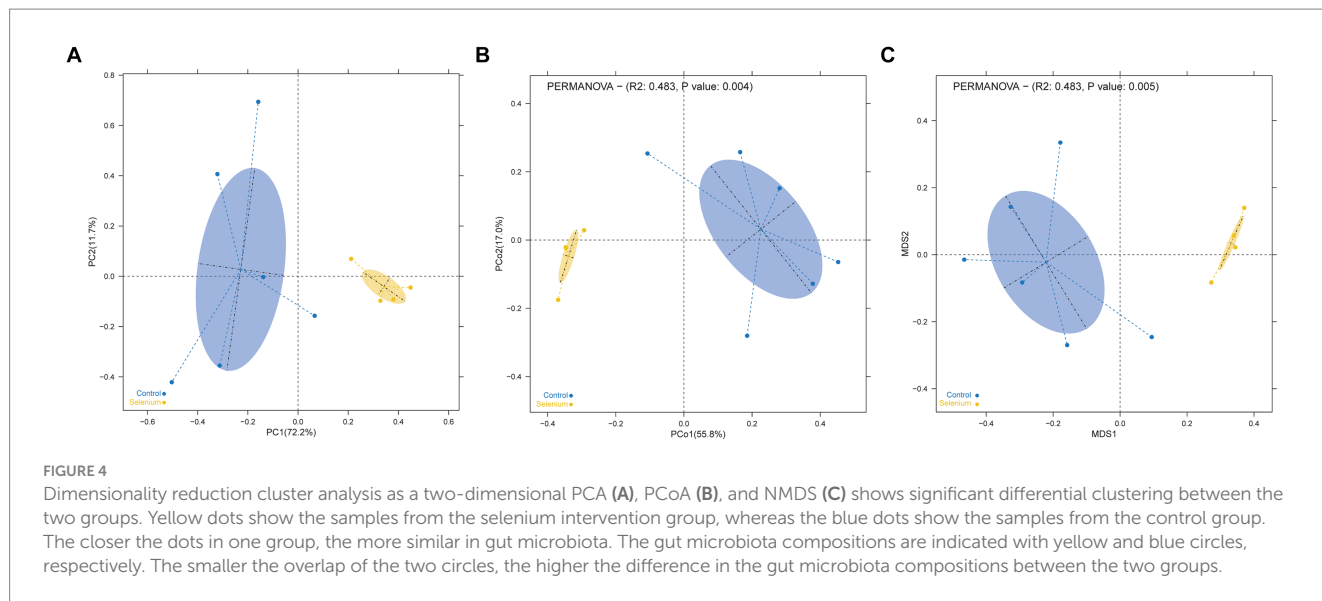 A
0.8
0.6
0.4
0.2
0.0
−0.2
−0.4
PC2(11.7%)
Control
Selenium
−0.6
−0.4
−0.2
0.0
0.2
0.4
0.6
PC1(72.2%)
B
PERMANOVA − (R2: 0.483, P value: 0.004)
0.4
0.2
0.0
−0.2
−0.4
PCo2(17.0%)
Control
Selenium
−0.4
−0.2
0.0
0.2
0.4
PCo1(55.8%)
C
PERMANOVA − (R2: 0.483, P value: 0.005)
0.4
0.2
0.0
−0.2
−0.4
MDS2
Control
Selenium
−0.4
−0.2
0.0
0.2
0.4
MDS1
FIGURE 4
Dimensionality reduction cluster analysis as a two-dimensional PCA (A), PCoA (B), and NMDS (C) shows significant differential clustering between the
two groups. Yellow dots show the samples from the selenium intervention group, whereas the blue dots show the samples from the control group.
The closer the dots in one group, the more similar in gut microbiota. The gut microbiota compositions are indicated with yellow and blue circles,
respectively. The smaller the overlap of the two circles, the higher the difference in the gut microbiota compositions between the two groups.